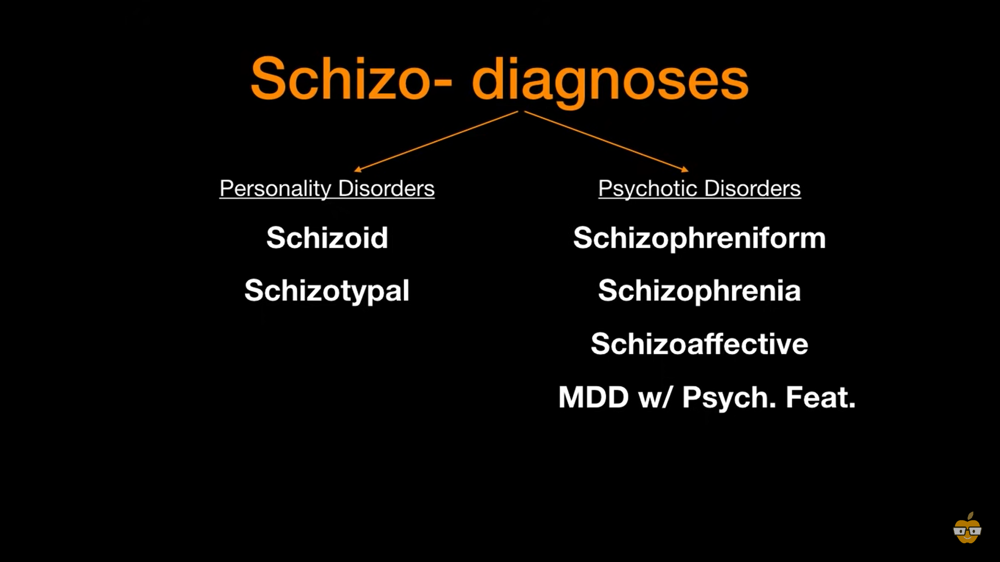 Schizo- diagnoses
Personality Disorders
Schizoid
Schizotypal
Psychotic Disorders
Schizophreniform
Schizophrenia
Schizoaffective
MDD w/ Psych. Feat.